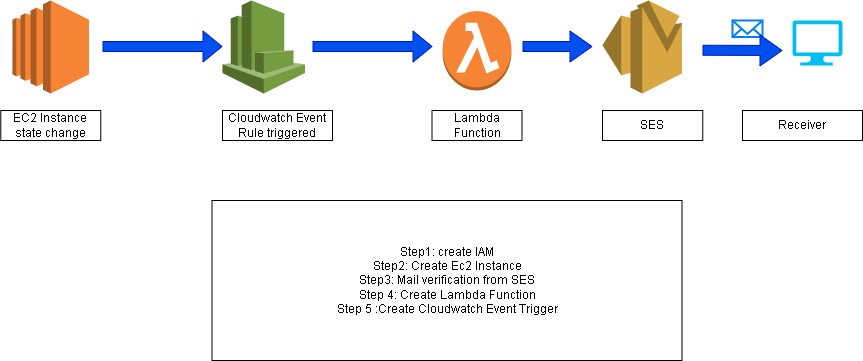 EC2 Instance
state change
Cloudwatch Event
Rule triggered
Lambda
Function
SES
Receiver
Step1: create IAM
Step2: Create Ec2 Instance
Step3: Mail verification from SES
Step 4: Create Lambda Function
Step 5 :Create Cloudwatch Event Trigger